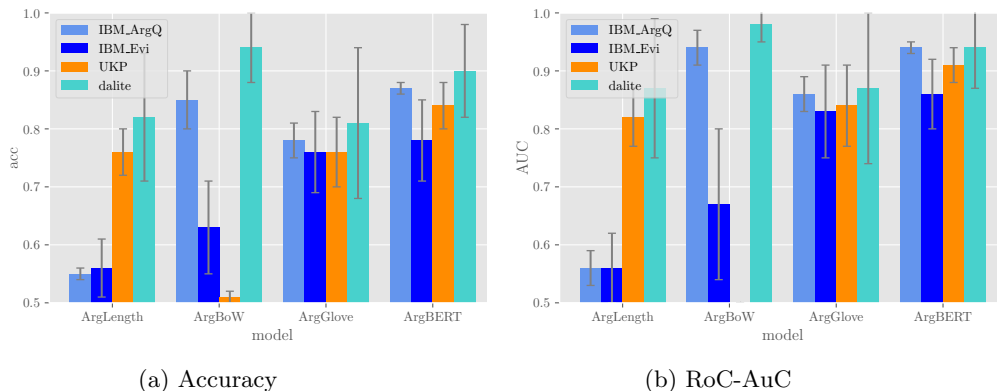 1.0
0.9
0.8
0.7
0.6
0.5
acc
IBM_ArgQ
IBM_Evi
UKP
dalite
ArgLength ArgBoW ArgGlove ArgBERT
model
(a) Accuracy
1.0
0.9
0.8
0.7
0.6
0.5
AUC
IBM_ArgQ
IBM_Evi
UKP
dalite
ArgLength ArgBoW ArgGlove ArgBERT
model
(b) RoC-AuC